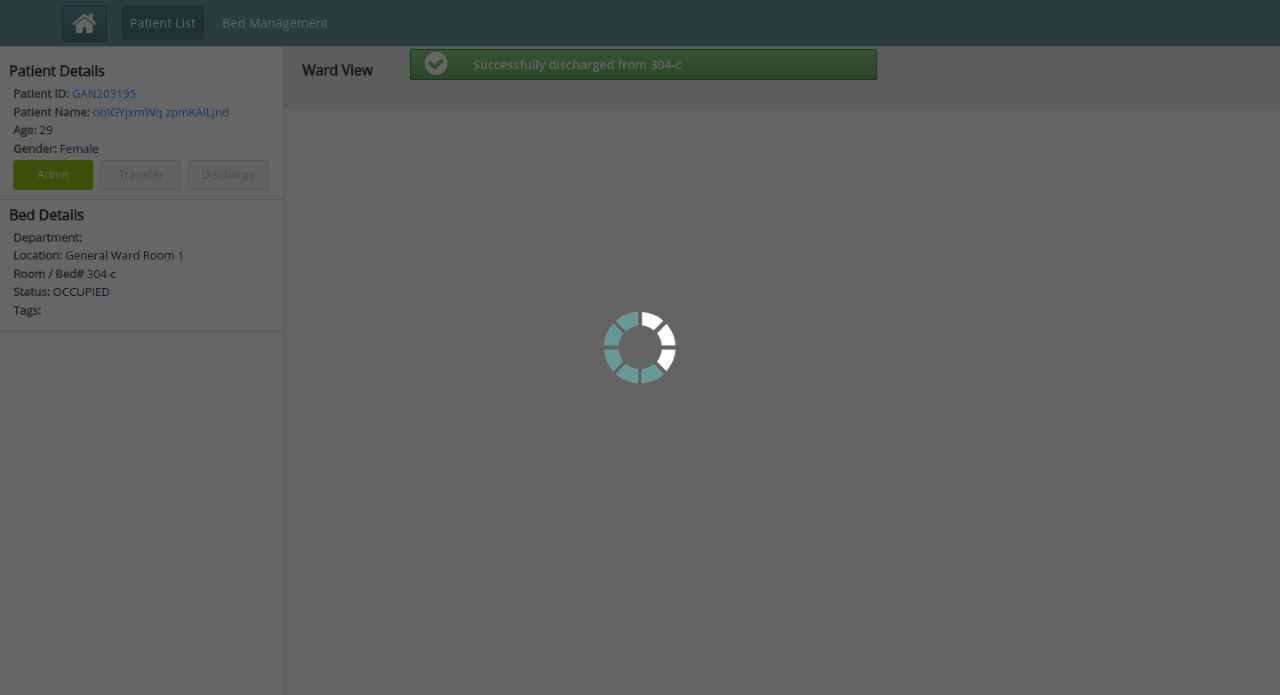 Patient List
Bed Management
Patient Details
Patient ID: GAN203195
Patient Name: obiGYjxmWq zpmKAlLjnd
Age: 29
Gender: Female
Admit
Transfer
Discharge
Bed Details
Department:
Location: General Ward Room 1
Room / Bed# 304-c
Status: OCCUPIED
Tags:
Ward View
Successfully discharged from 304-c